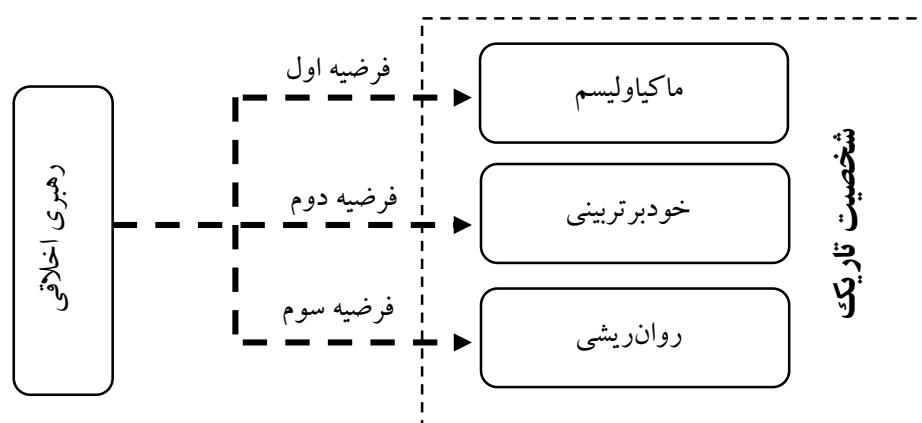 رهبری اخلاقی
فرضیه اول
ماکیاولیسم
فرضیه دوم
خودبرتربینی
فرضیه سوم
روان‌ریشی
شخصیت تاریک